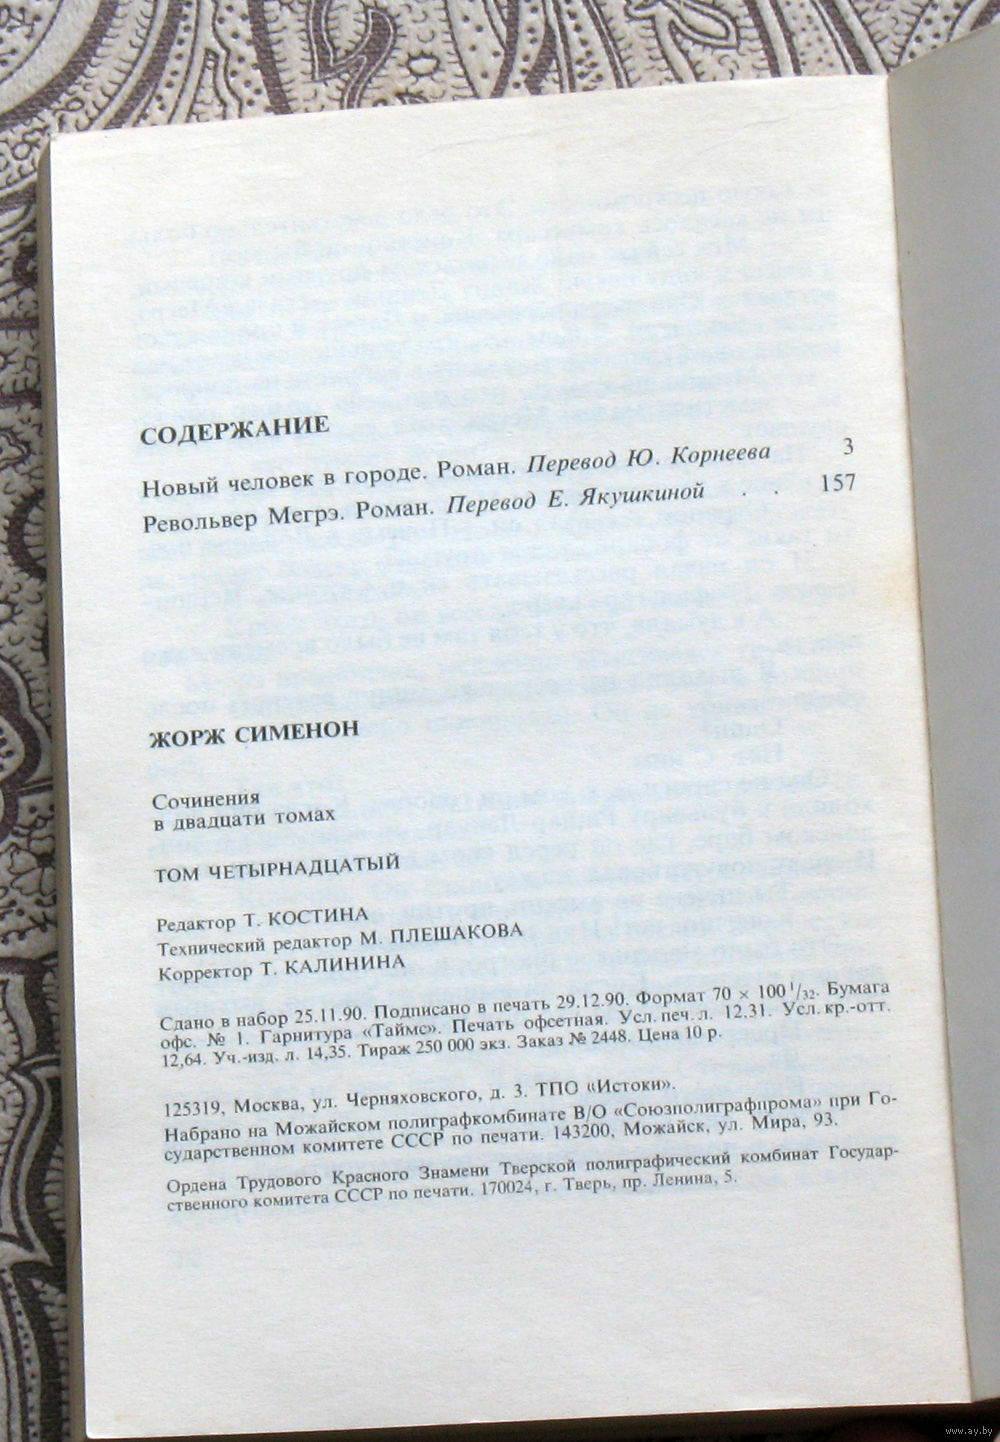 СОДЕРЖАНИЕ
Новый человек в городе. Роман. Перевод Ю. Корнеева 3
Револьвер Мегрэ. Роман. Перевод Е. Якушкиной . . 157
ЖОРЖ СИМЕНОН
Сочинения
в двадцати томах
ТОМ ЧЕТЫРНАДЦАТЫЙ
Редактор Т. КОСТИНА
Технический редактор М. ПЛЕШАКОВА
Корректор Т. КАЛИНИНА
Сдано в набор 25.11.90. Подписано в печать 29.12.90. Формат 70 × 100 1/32. Бумага
офс. № 1. Гарнитура «Таймс». Печать офсетная. Усл. печ. л. 12,31. Усл. кр.-отт.
12,64. Уч.-изд. л. 14,35. Тираж 250 000 экз. Заказ № 2448. Цена 10 р.
125319, Москва, ул. Черняховского, д. 3. ТПО «Истоки».
Набрано на Можайском полиграфкомбинате В/О «Союзполиграфпрома» при Го-
сударственном комитете СССР по печати. 143200, Можайск, ул. Мира, 93.
Ордена Трудового Красного Знамени Тверской полиграфический комбинат Государ-
ственного комитета СССР по печати. 170024, г. Тверь, пр. Ленина, 5.
www.ay.by